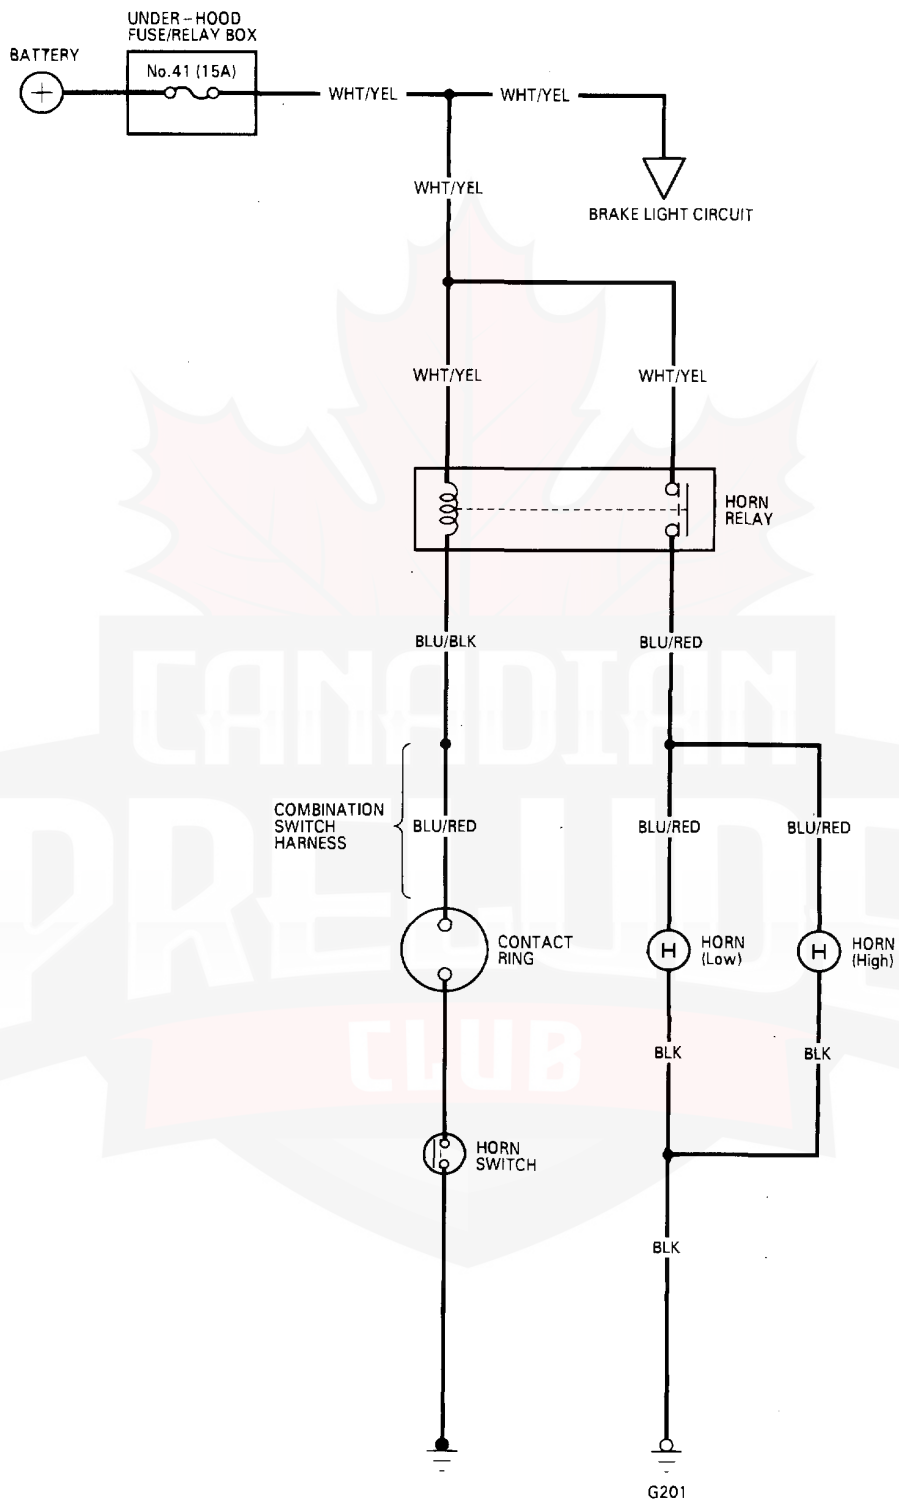 UNDER-HOOD
FUSE/RELAY BOX
BATTERY
No.41 (15A)
WHT/YEL
WHT/YEL
WHT/YEL
BRAKE LIGHT CIRCUIT
WHT/YEL
WHT/YEL
HORN
RELAY
BLU/BLK
BLU/RED
CANADIAN
COMBINATION
SWITCH
HARNESS
BLU/RED
BLU/RED
BLU/RED
PRELUDE
CONTACT
RING
HORN
(Low)
HORN
(High)
H
H
CLUB
BLK
BLK
HORN
SWITCH
BLK
G201